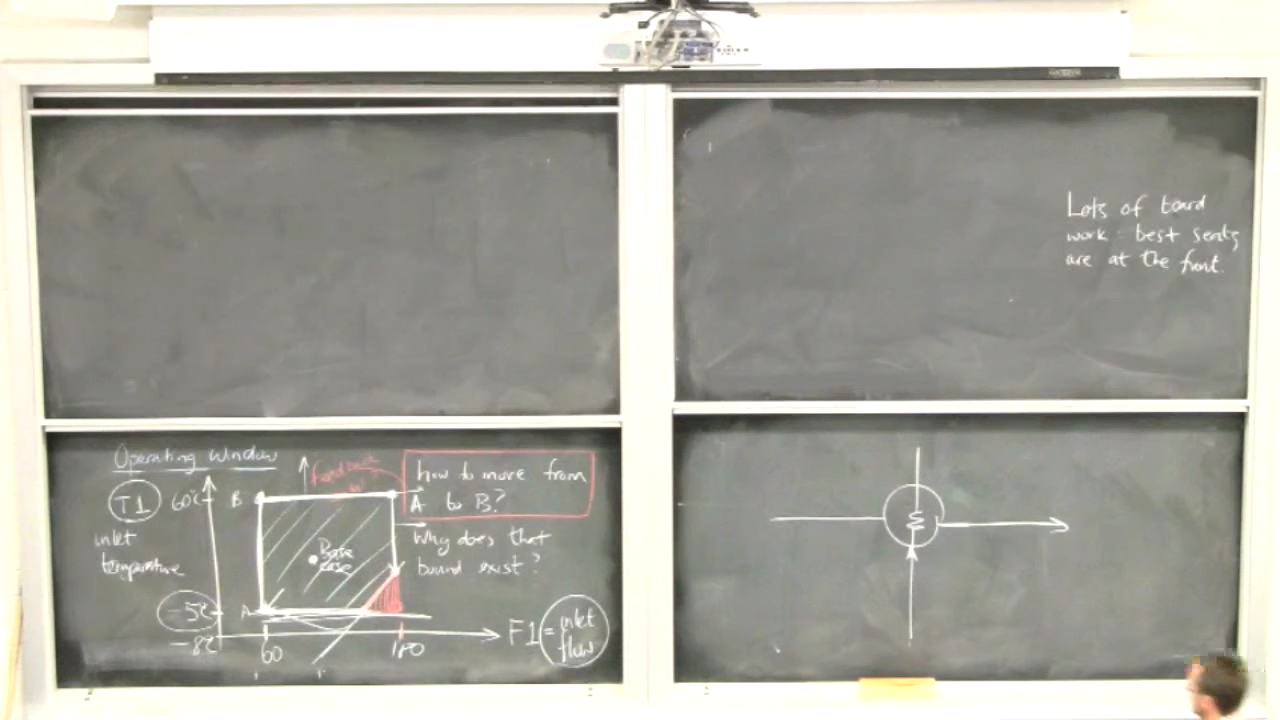 Operating window
T1
60°C
B
how to move from
A to B?
inlet
temperature
Base
case
Why does that
bound exist?
-5°C
A
-8°C
60
180
F1 = inlet
flow
Lots of board
work: best seats
are at the front.